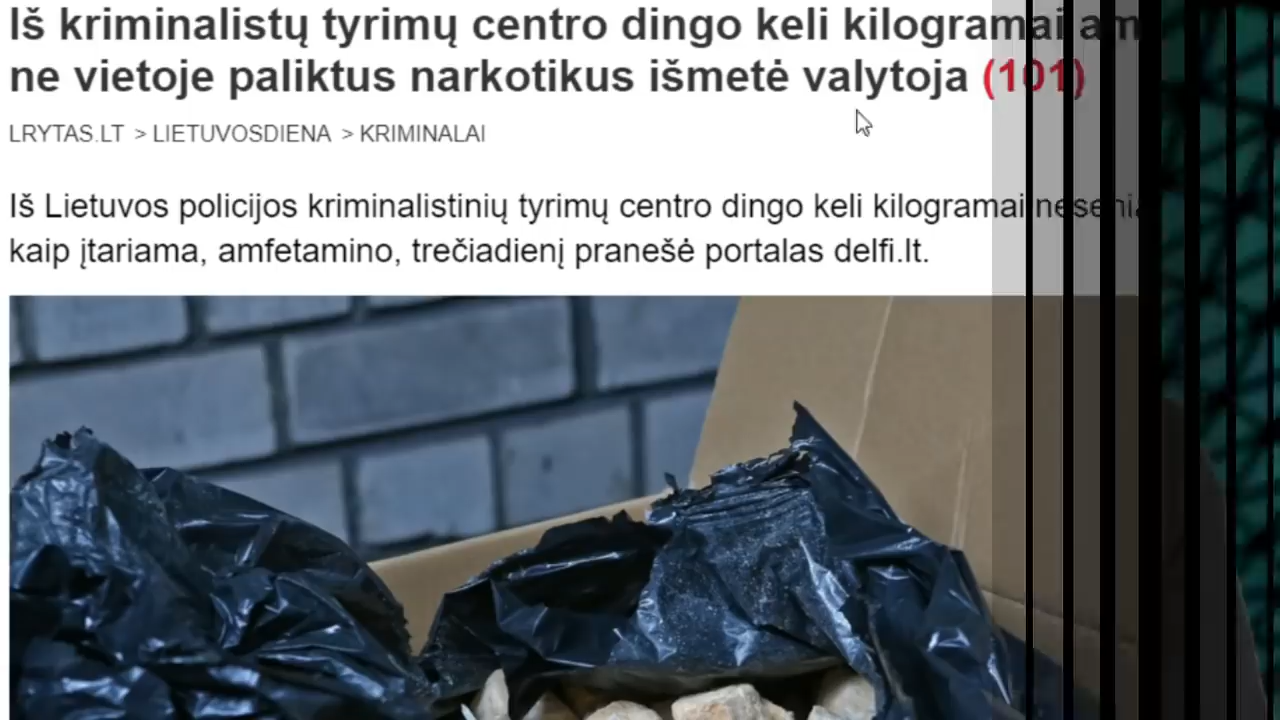 Iš kriminalistų tyrimų centro dingo keli kilogramai
ne vietoje paliktus narkotikus išmetė valytoja (101)
LRYTAS.LT > LIETUVOSDIENA > KRIMINALAI
Iš Lietuvos policijos kriminalistinių tyrimų centro dingo keli kilogramai
kaip įtariama, amfetamino, trečiadienį pranešė portalas delfi.lt.